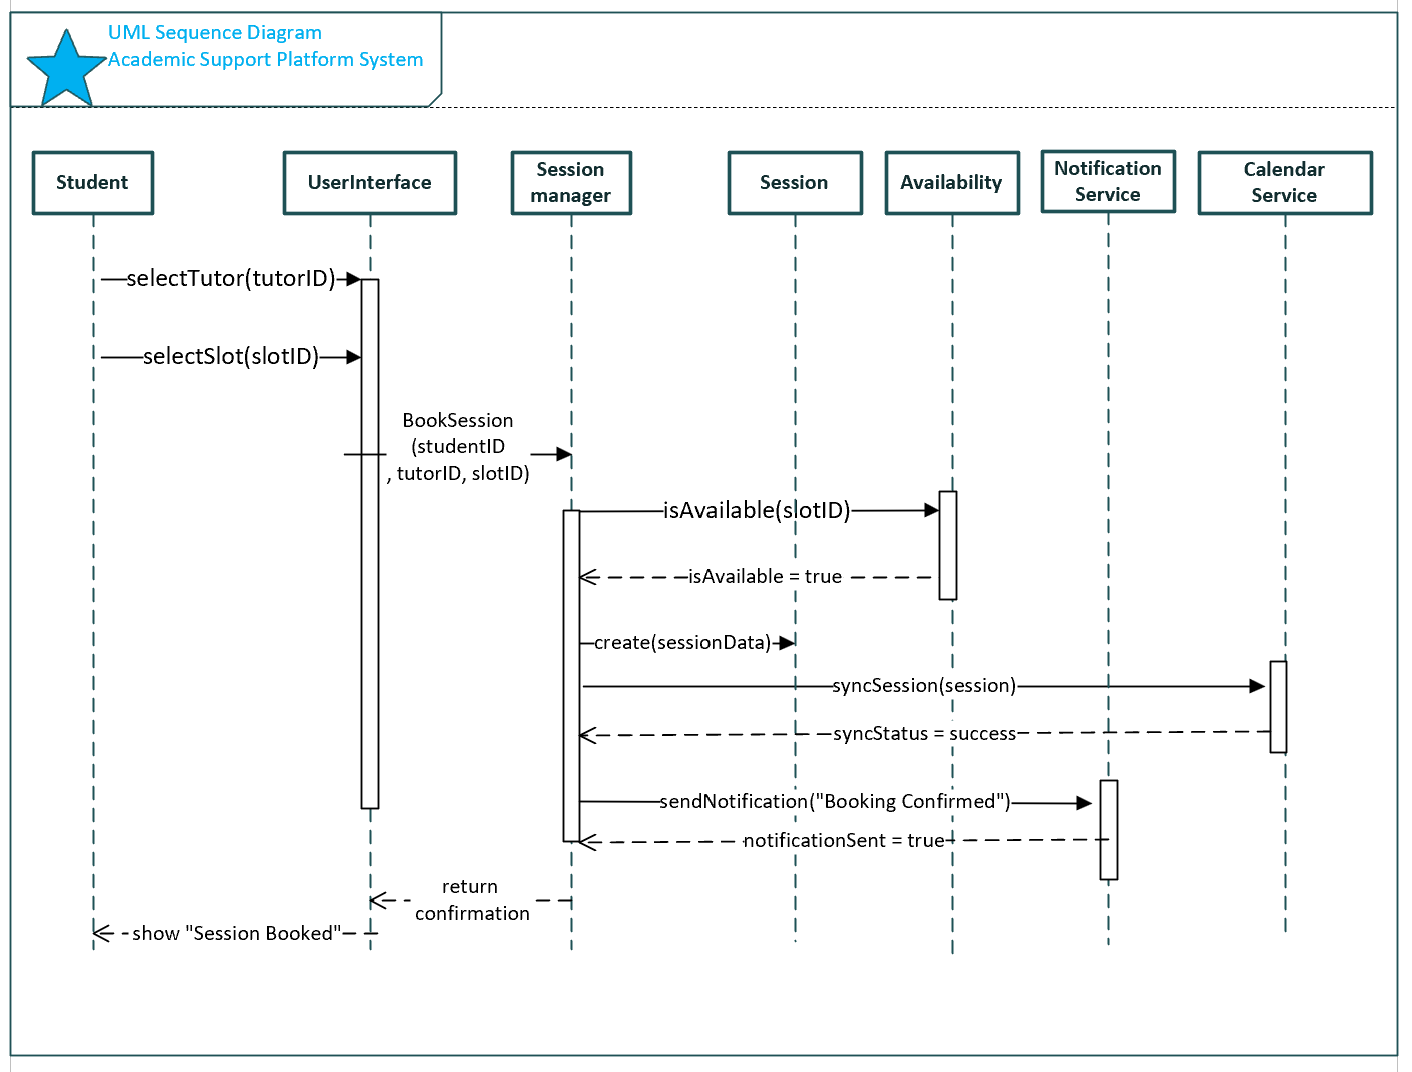 UML Sequence Diagram
Academic Support Platform System
Student
UserInterface
Session
manager
Session
Availability
Notification
Service
Calendar
Service
selectTutor(tutorID)
selectSlot(slotID)
BookSession
(studentID
, tutorID, slotID)
isAvailable(slotID)
isAvailable = true
create(sessionData)
syncSession(session)
syncStatus = success
sendNotification("Booking Confirmed")
notificationSent = true
return
confirmation
show "Session Booked"